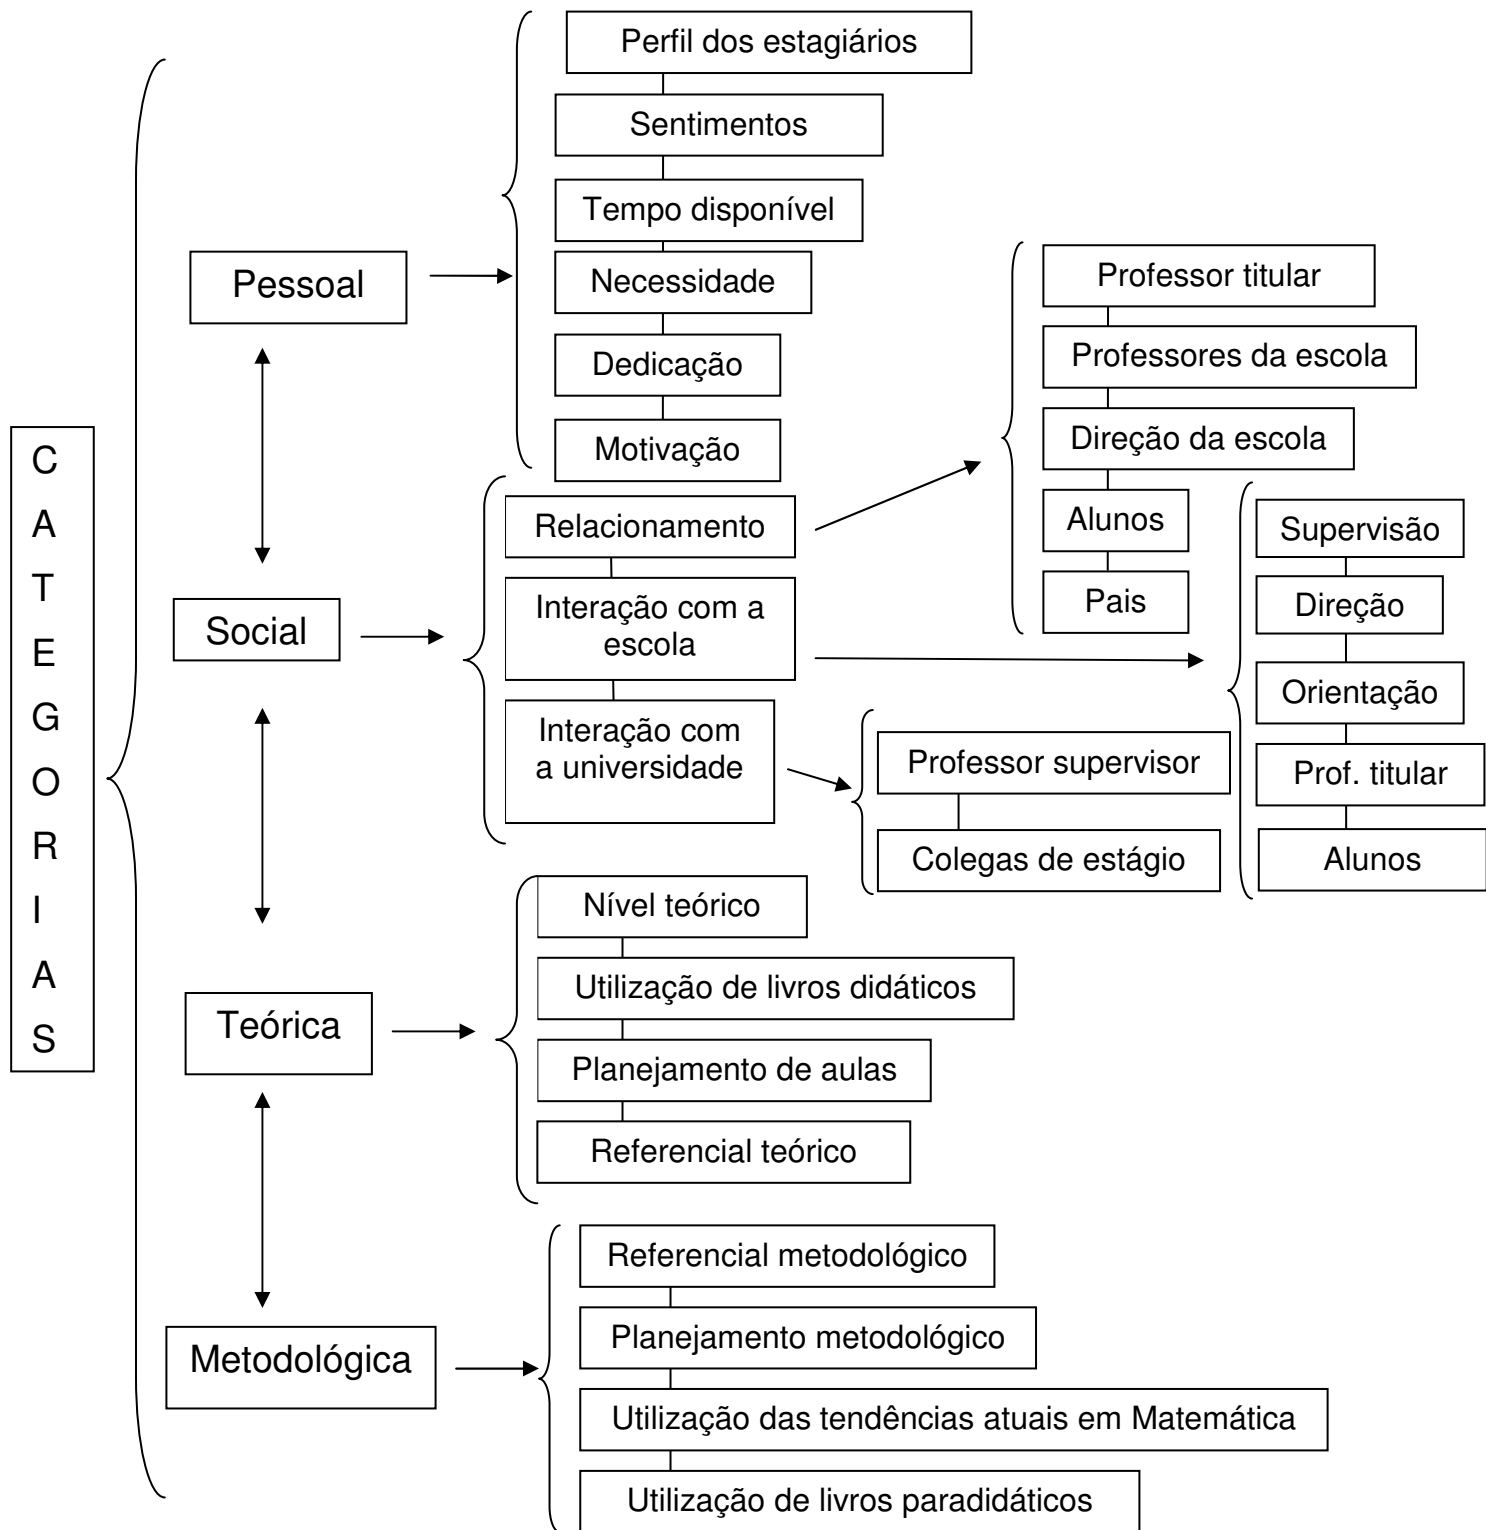 CATEGORIAS
Pessoal
Perfil dos estagiários
Sentimentos
Tempo disponível
Necessidade
Dedicação
Motivação
Social
Relacionamento
Professor titular
Professores da escola
Direção da escola
Alunos
Pais
Interação com a
escola
Supervisão
Direção
Orientação
Prof. titular
Alunos
Interação com
a universidade
Professor supervisor
Colegas de estágio
Teórica
Nível teórico
Utilização de livros didáticos
Planejamento de aulas
Referencial teórico
Metodológica
Referencial metodológico
Planejamento metodológico
Utilização das tendências atuais em Matemática
Utilização de livros paradidáticos